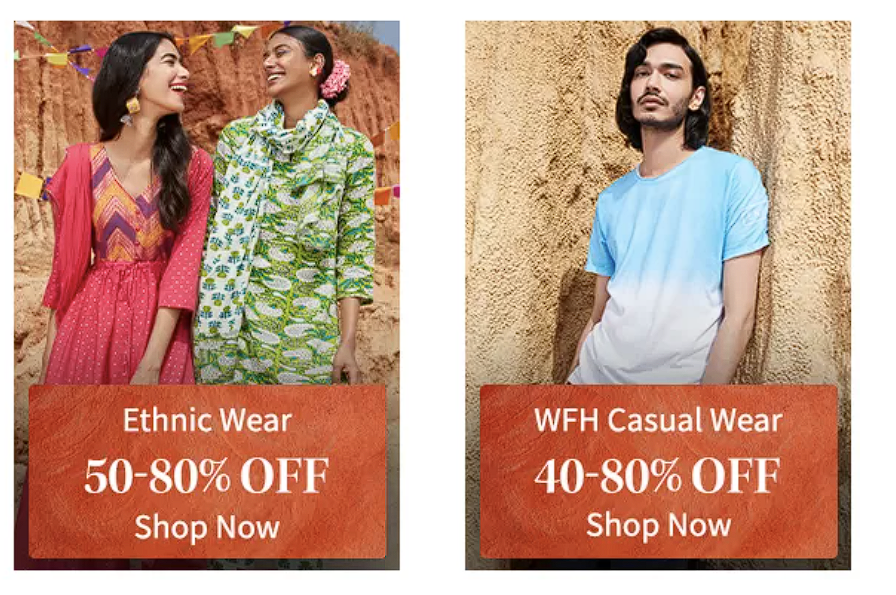 Ethnic Wear
50-80% OFF
Shop Now
WFH Casual Wear
40-80% OFF
Shop Now